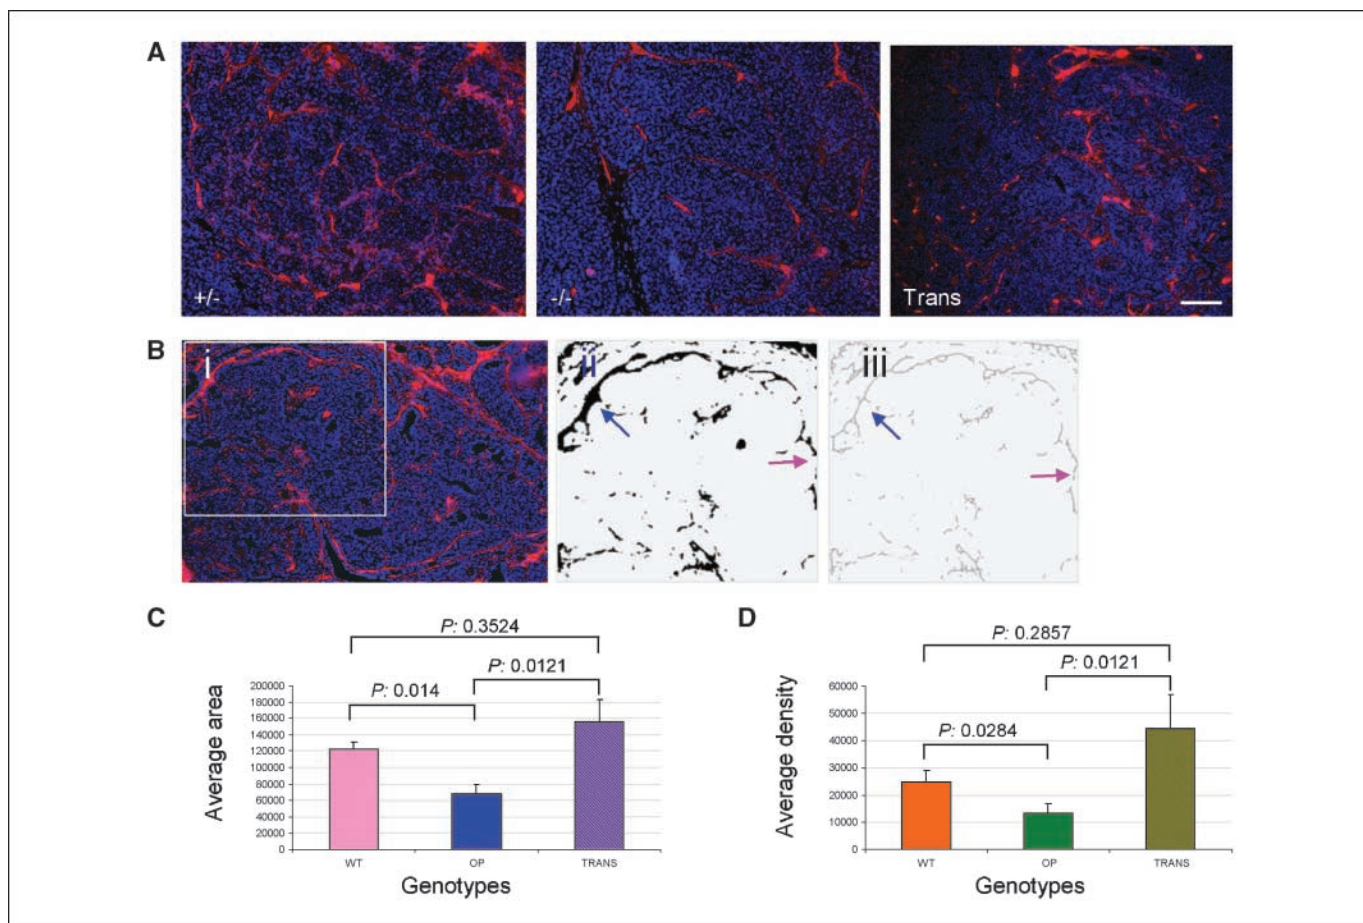 A
+/-
-/-
Trans
B
i
ii
iii
C
P: 0.3524
P: 0.0121
P: 0.014
Average area
200000
180000
160000
140000
120000
100000
80000
60000
40000
20000
0
WT OP TRANS
Genotypes
D
P: 0.2857
P: 0.0121
P: 0.0284
Average density
60000
50000
40000
30000
20000
10000
0
WT OP TRANS
Genotypes